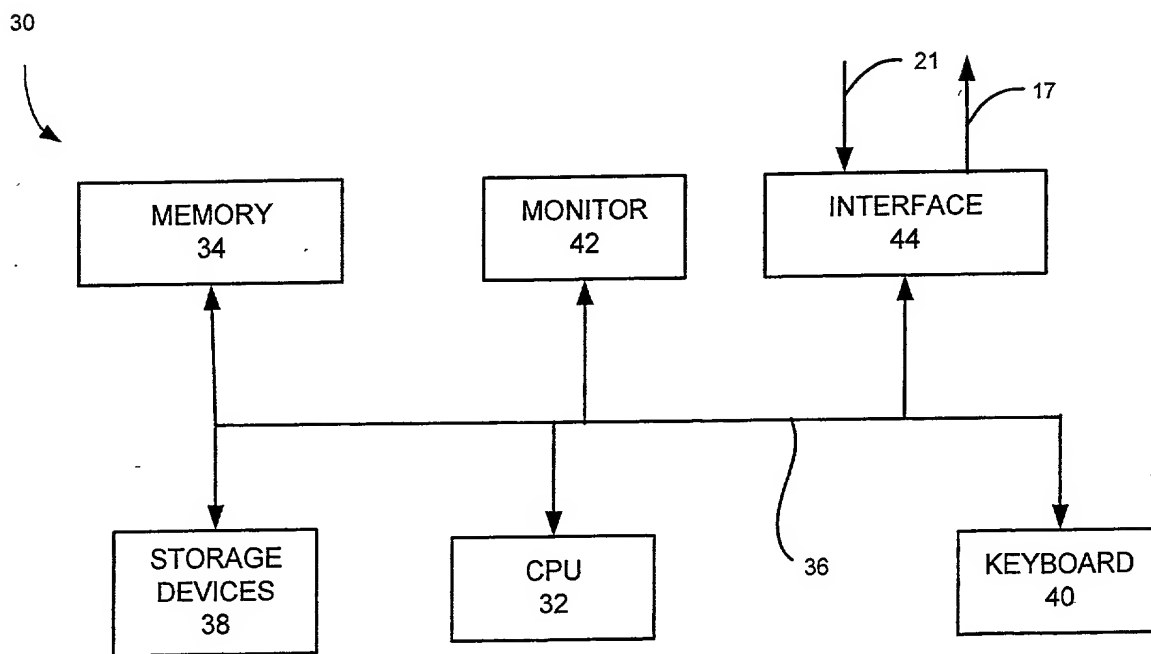 30
21
17
MEMORY
34
MONITOR
42
INTERFACE
44
STORAGE
DEVICES
38
CPU
32
36
KEYBOARD
40